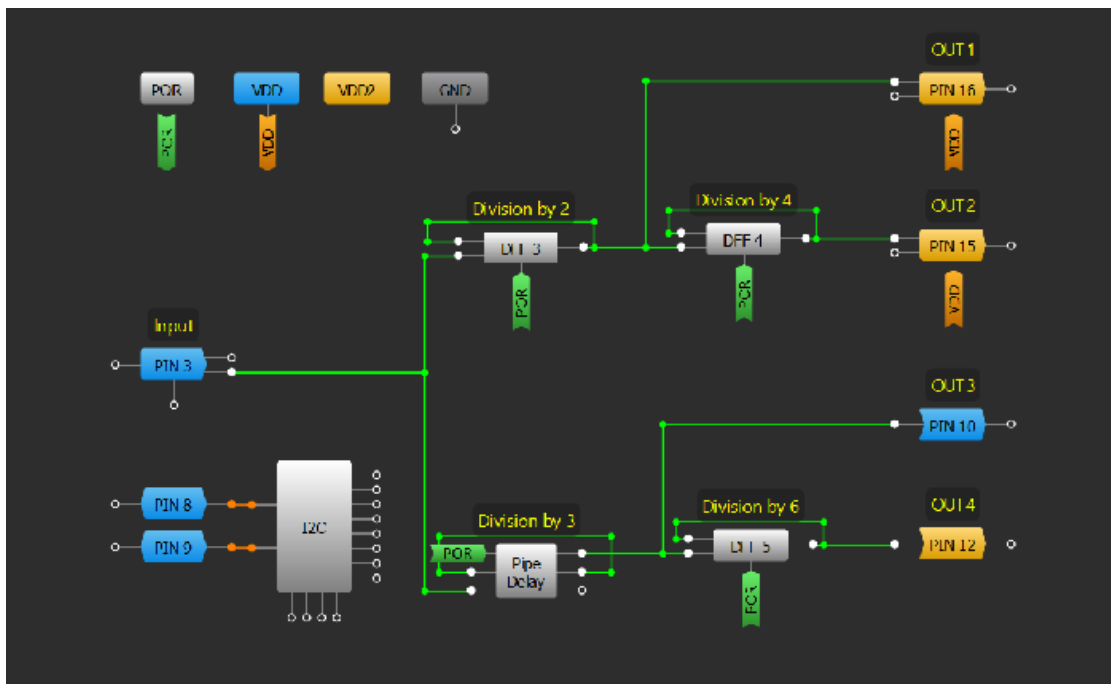 OUT1
POR
VDD
VDD2
GND
PIN 16
POR
VDD
VDD
Division by 2
Division by 4
OUT2
DFF 3
DFF 4
PIN 15
POR
POR
VDD
Input
PIN 3
OUT3
PIN 10
PIN 8
I2C
Division by 3
Division by 6
OUT4
PIN 9
POR
Pipe
Delay
DFF 5
PIN 12
POR